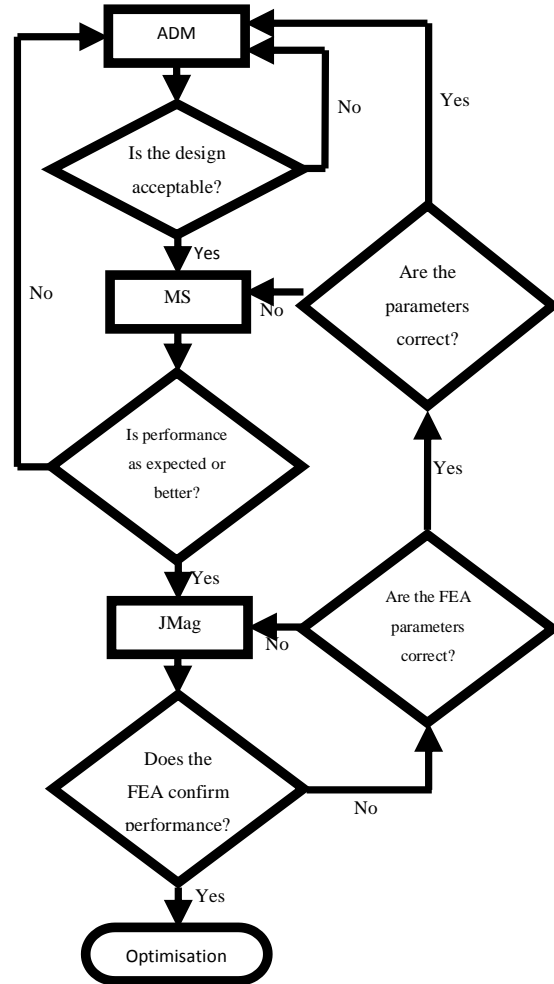 ADM
Yes
No
Is the design
acceptable?
Yes
No
MS
No
Are the
parameters
correct?
Is performance
as expected or
better?
Yes
Yes
JMag
No
Are the FEA
parameters
correct?
Does the
FEA confirm
performance?
No
Yes
Optimisation